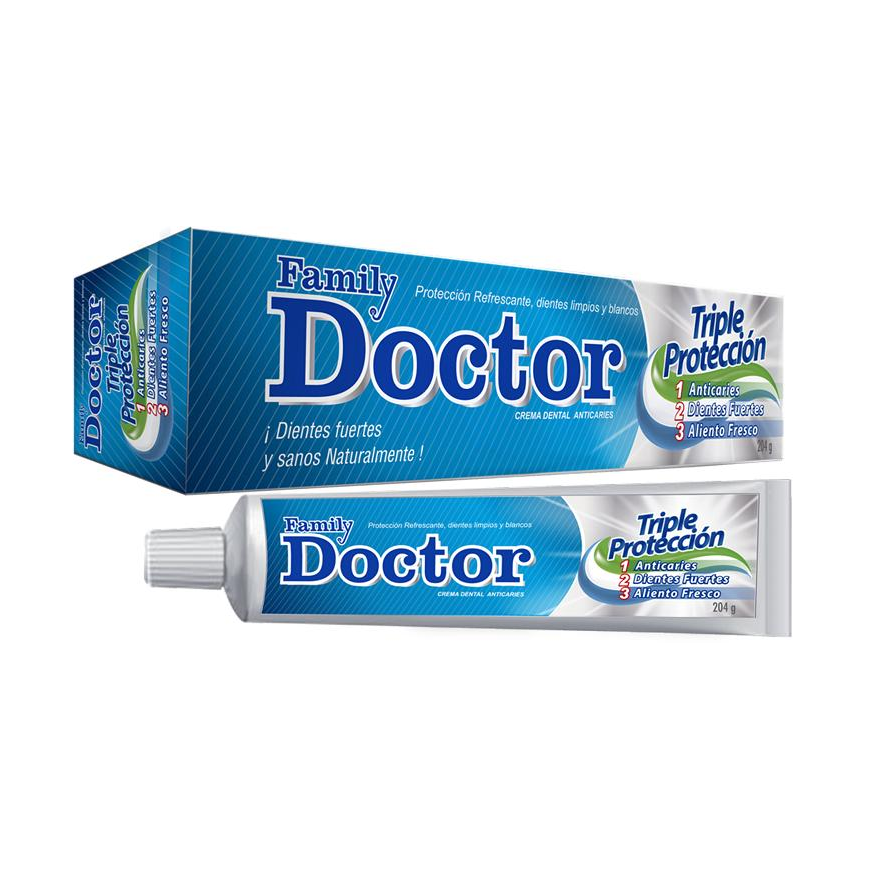 Family
Doctor
Triple
Protección
1 Anticaries
2 Dientes Fuertes
3 Aliento Fresco
Family
Doctor
Protección Refrescante, dientes limpios y blancos
CREMA DENTAL ANTICARIES
¡ Dientes fuertes
y sanos Naturalmente !
Triple
Protección
1 Anticaries
2 Dientes Fuertes
3 Aliento Fresco
204 g
Family
Doctor
Protección Refrescante, dientes limpios y blancos
CREMA DENTAL ANTICARIES
Triple
Protección
1 Anticaries
2 Dientes Fuertes
3 Aliento Fresco
204 g